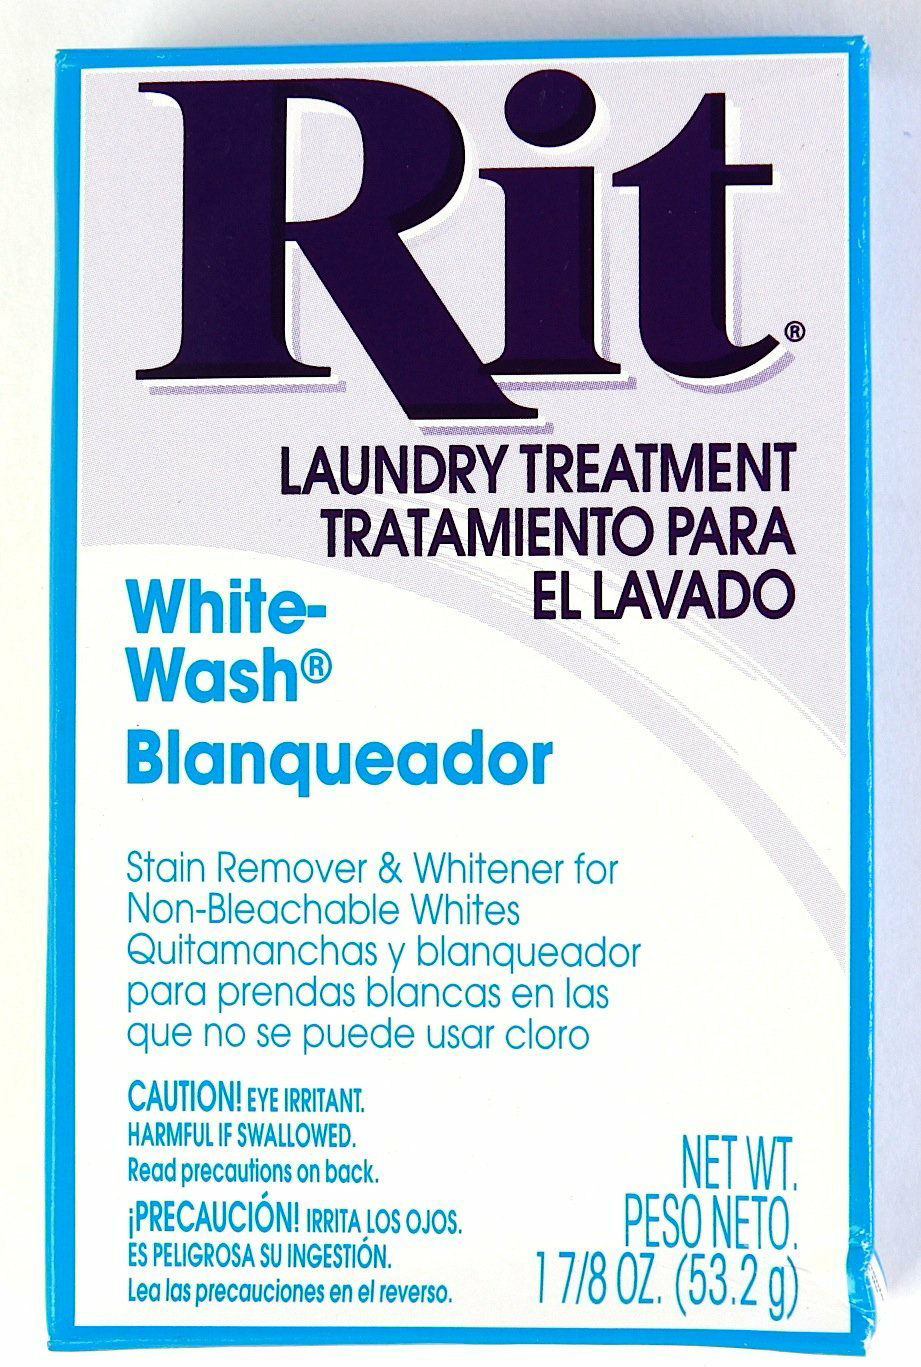 Rit®
LAUNDRY TREATMENT
TRATAMIENTO PARA
EL LAVADO
White-
Wash®
Blanqueador
Stain Remover & Whitener for
Non-Bleachable Whites
Quitamanchas y blanqueador
para prendas blancas en las
que no se puede usar cloro
CAUTION! EYE IRRITANT.
HARMFUL IF SWALLOWED.
Read precautions on back.
¡PRECAUCIÓN! IRRITA LOS OJOS.
ES PELIGROSA SU INGESTIÓN.
Lea las precauciones en el reverso.
NET WT.
PESO NETO.
1 7/8 OZ. (53.2 g)